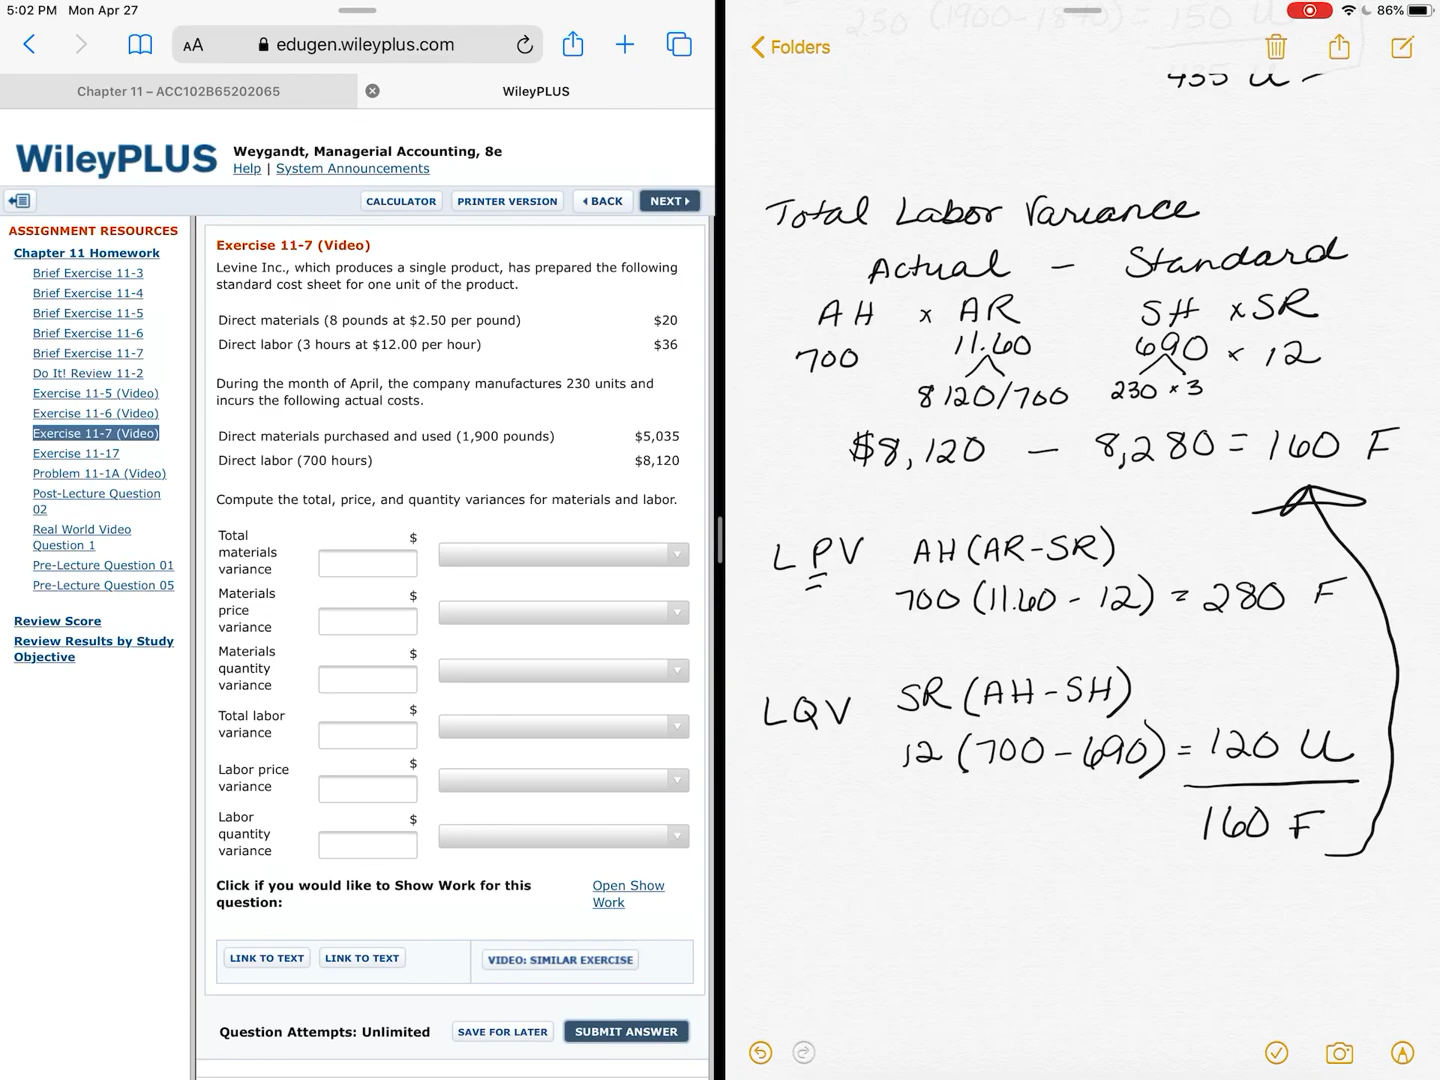 5:02 PM Mon Apr 27
86%
AA
edugen.wileyplus.com
Chapter 11 – ACC102B65202065
WileyPLUS
WileyPLUS
Weygandt, Managerial Accounting, 8e
Help | System Announcements
CALCULATOR
PRINTER VERSION
BACK
NEXT
ASSIGNMENT RESOURCES
Chapter 11 Homework
Brief Exercise 11-3
Brief Exercise 11-4
Brief Exercise 11-5
Brief Exercise 11-6
Brief Exercise 11-7
Do It! Review 11-2
Exercise 11-5 (Video)
Exercise 11-6 (Video)
Exercise 11-7 (Video)
Exercise 11-17
Problem 11-1A (Video)
Post-Lecture Question
02
Real World Video
Question 1
Pre-Lecture Question 01
Pre-Lecture Question 05
Review Score
Review Results by Study
Objective
Exercise 11-7 (Video)
Levine Inc., which produces a single product, has prepared the following
standard cost sheet for one unit of the product.
Direct materials (8 pounds at $2.50 per pound) $20
Direct labor (3 hours at $12.00 per hour) $36
During the month of April, the company manufactures 230 units and
incurs the following actual costs.
Direct materials purchased and used (1,900 pounds) $5,035
Direct labor (700 hours) $8,120
Compute the total, price, and quantity variances for materials and labor.
Total
materials
variance
$
Materials
price
variance
$
Materials
quantity
variance
$
Total labor
variance
$
Labor price
variance
$
Labor
quantity
variance
$
Click if you would like to Show Work for this
question:
Open Show
Work
LINK TO TEXT
LINK TO TEXT
VIDEO: SIMILAR EXERCISE
Question Attempts: Unlimited
SAVE FOR LATER
SUBMIT ANSWER
Folders
Total Labor Variance
Actual – Standard
AH x AR SH x SR
700 11.60 690 x 12
8120/700 230 x 3
$8,120 – 8,280 = 160 F
LPV AH(AR-SR)
700 (11.60 - 12) = 280 F
LQV SR(AH-SH)
12 (700 - 690) = 120 U
160 F